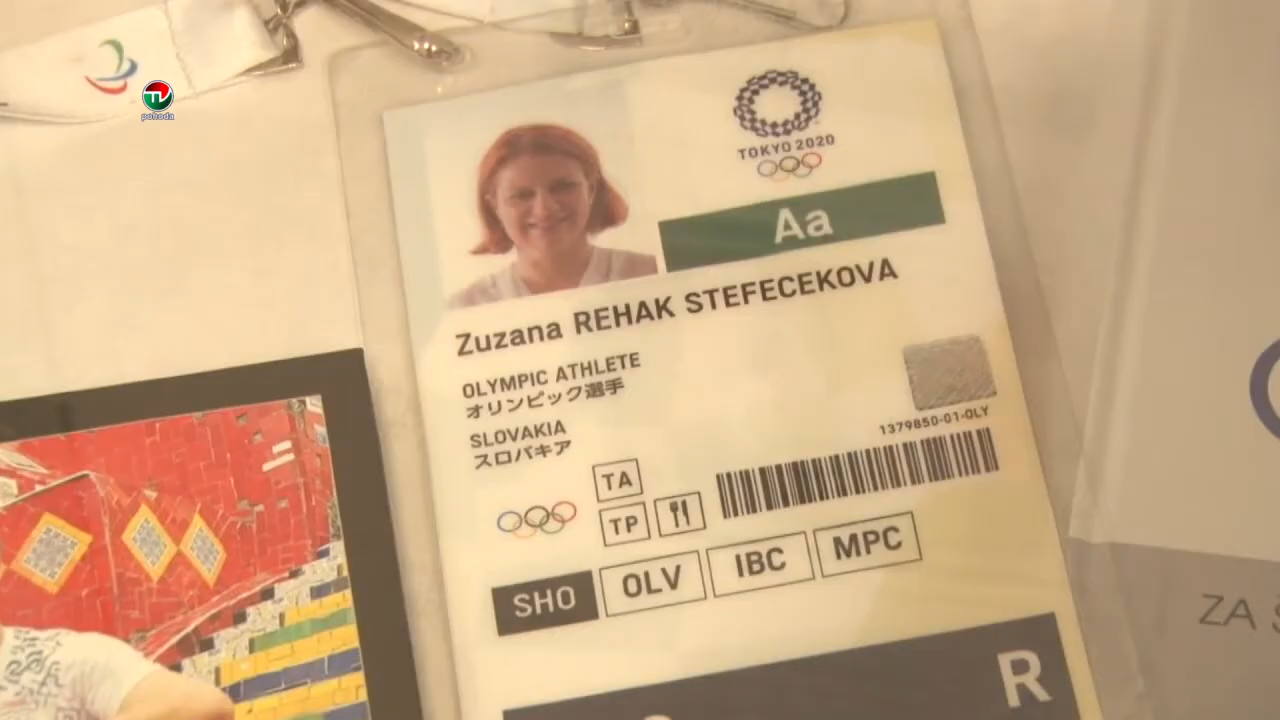 TV
pohoda
TOKYO 2020
Aa
Zuzana REHAK STEFECEKOVA
OLYMPIC ATHLETE
オリンピック選手
SLOVAKIA
スロバキア
1379850-01-OLY
TA
TP
SHO OLV IBC MPC
R
ZA